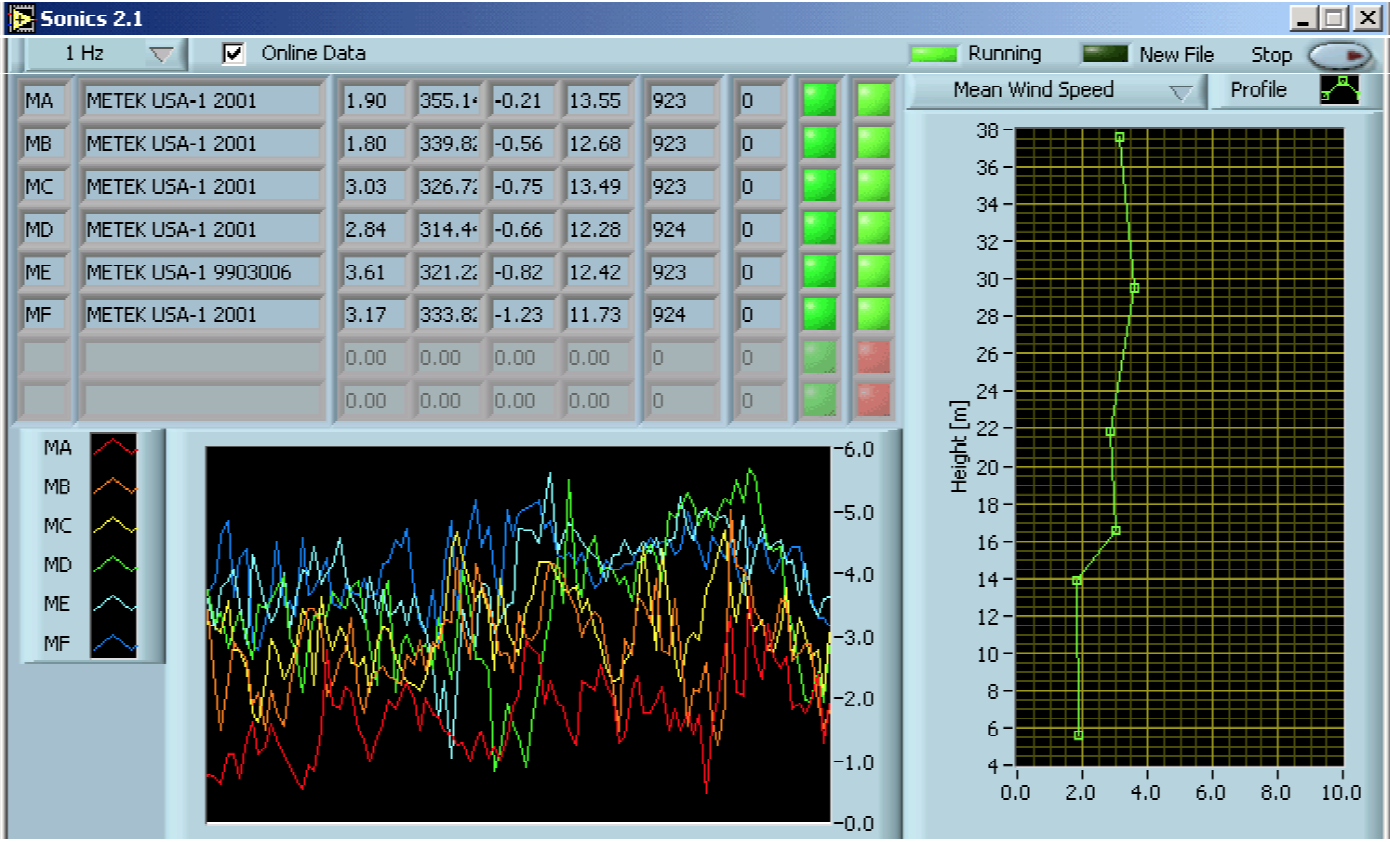 Sonics 2.1
1 Hz Online Data Running New File Stop
Mean Wind Speed Profile
MA METEK USA-1 2001 1.90 355.14 -0.21 13.55 923 0
MB METEK USA-1 2001 1.80 339.82 -0.56 12.68 923 0
MC METEK USA-1 2001 3.03 326.72 -0.75 13.49 923 0
MD METEK USA-1 2001 2.84 314.44 -0.66 12.28 924 0
ME METEK USA-1 9903006 3.61 321.22 -0.82 12.42 923 0
MF METEK USA-1 2001 3.17 333.82 -1.23 11.73 924 0
0.00 0.00 0.00 0.00 0 0
0.00 0.00 0.00 0.00 0 0
MA
MB
MC
MD
ME
MF
6.0
5.0
4.0
3.0
2.0
1.0
0.0
Height [m]
38
36
34
32
30
28
26
24
22
20
18
16
14
12
10
8
6
4
0.0 2.0 4.0 6.0 8.0 10.0